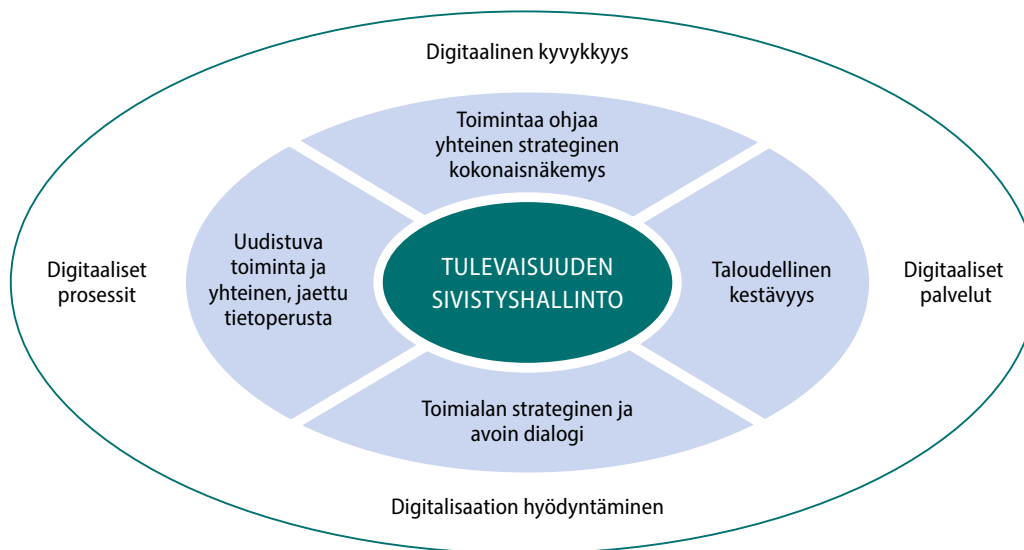 Digitaalinen kyvykkyys
Toimintaa ohjaa
yhteinen strateginen
kokonaisnäkemys
Digitaaliset
prosessit
Uudistuva
toiminta ja
yhteinen, jaettu
tietoperusta
TULEVAISUUDEN
SIVISTYSHALLINTO
Taloudellinen
kestävyys
Digitaaliset
palvelut
Toimialan strateginen ja
avoin dialogi
Digitalisaation hyödyntäminen